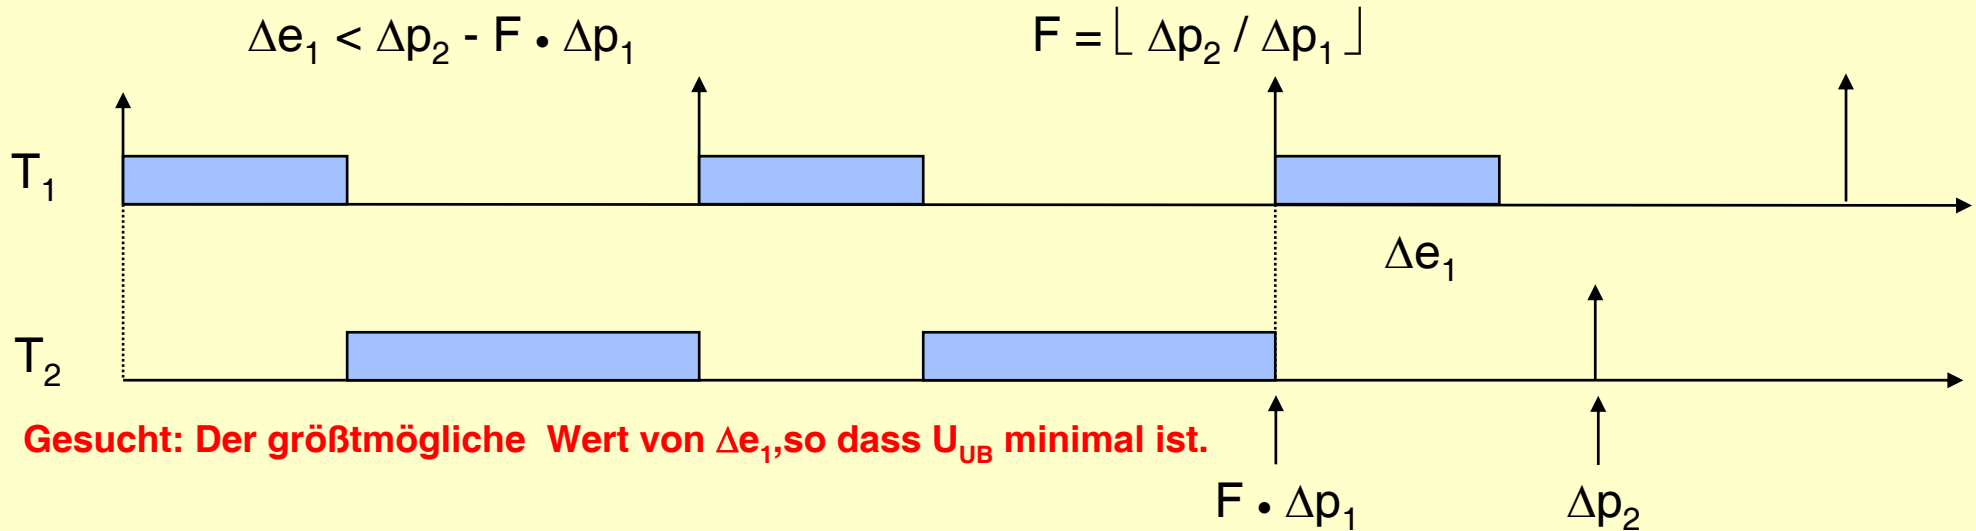 Δe₁ < Δp₂ - F • Δp₁
F = ⌊ Δp₂ / Δp₁ ⌋
T₁
Δe₁
T₂
Gesucht: Der größtmögliche Wert von Δe₁,so dass U_UB minimal ist.
F • Δp₁
Δp₂